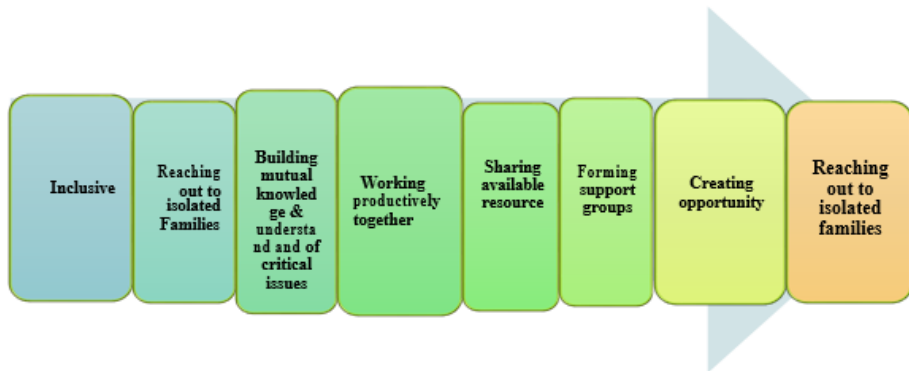 Inclusive
Reaching
out to
isolated
Families
Building
mutual
knowled
ge &
understa
nd and of
critical
issues
Working
productively
together
Sharing
available
resource
Forming
support
groups
Creating
opportunity
Reaching
out to
isolated
families